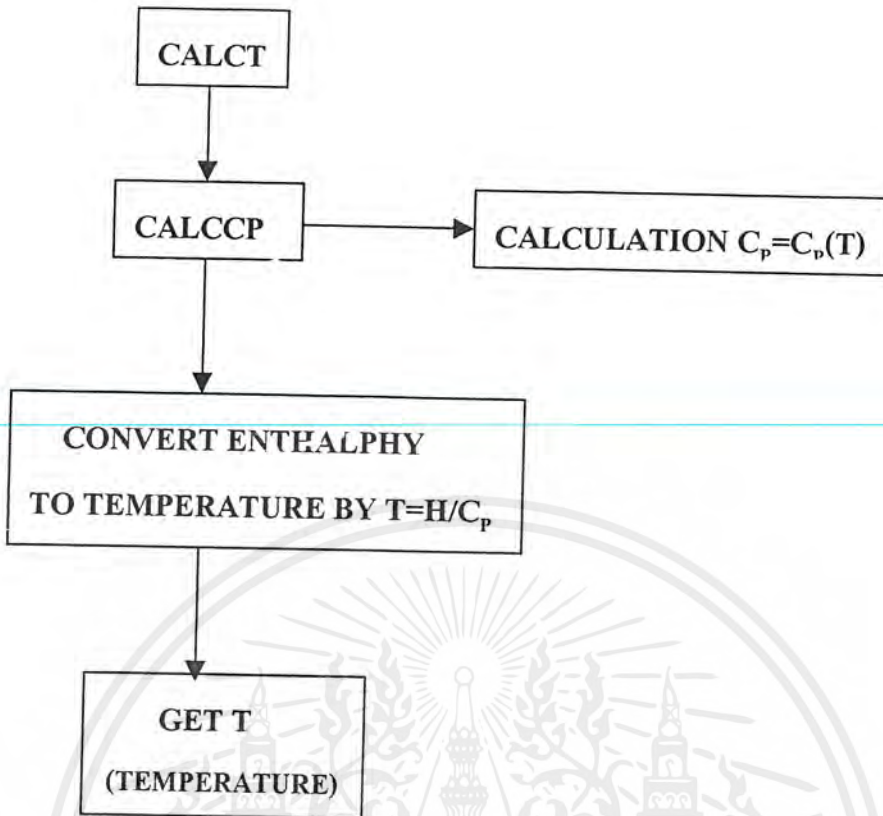 CALCT
CALCCP
CALCULATION Cₚ=Cₚ(T)
CONVERT ENTHALPHY
TO TEMPERATURE BY T=H/Cₚ
GET T
(TEMPERATURE)